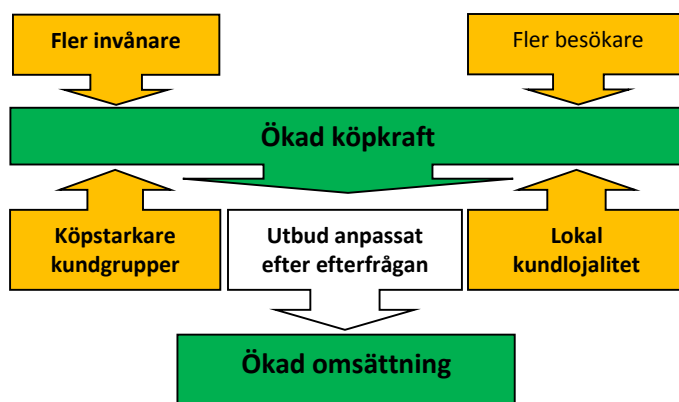 Fler invånare
Fler besökare
Ökad köpkraft
Köpstarkare
kundgrupper
Utbud anpassat
efter efterfrågan
Lokal
kundlojalitet
Ökad omsättning